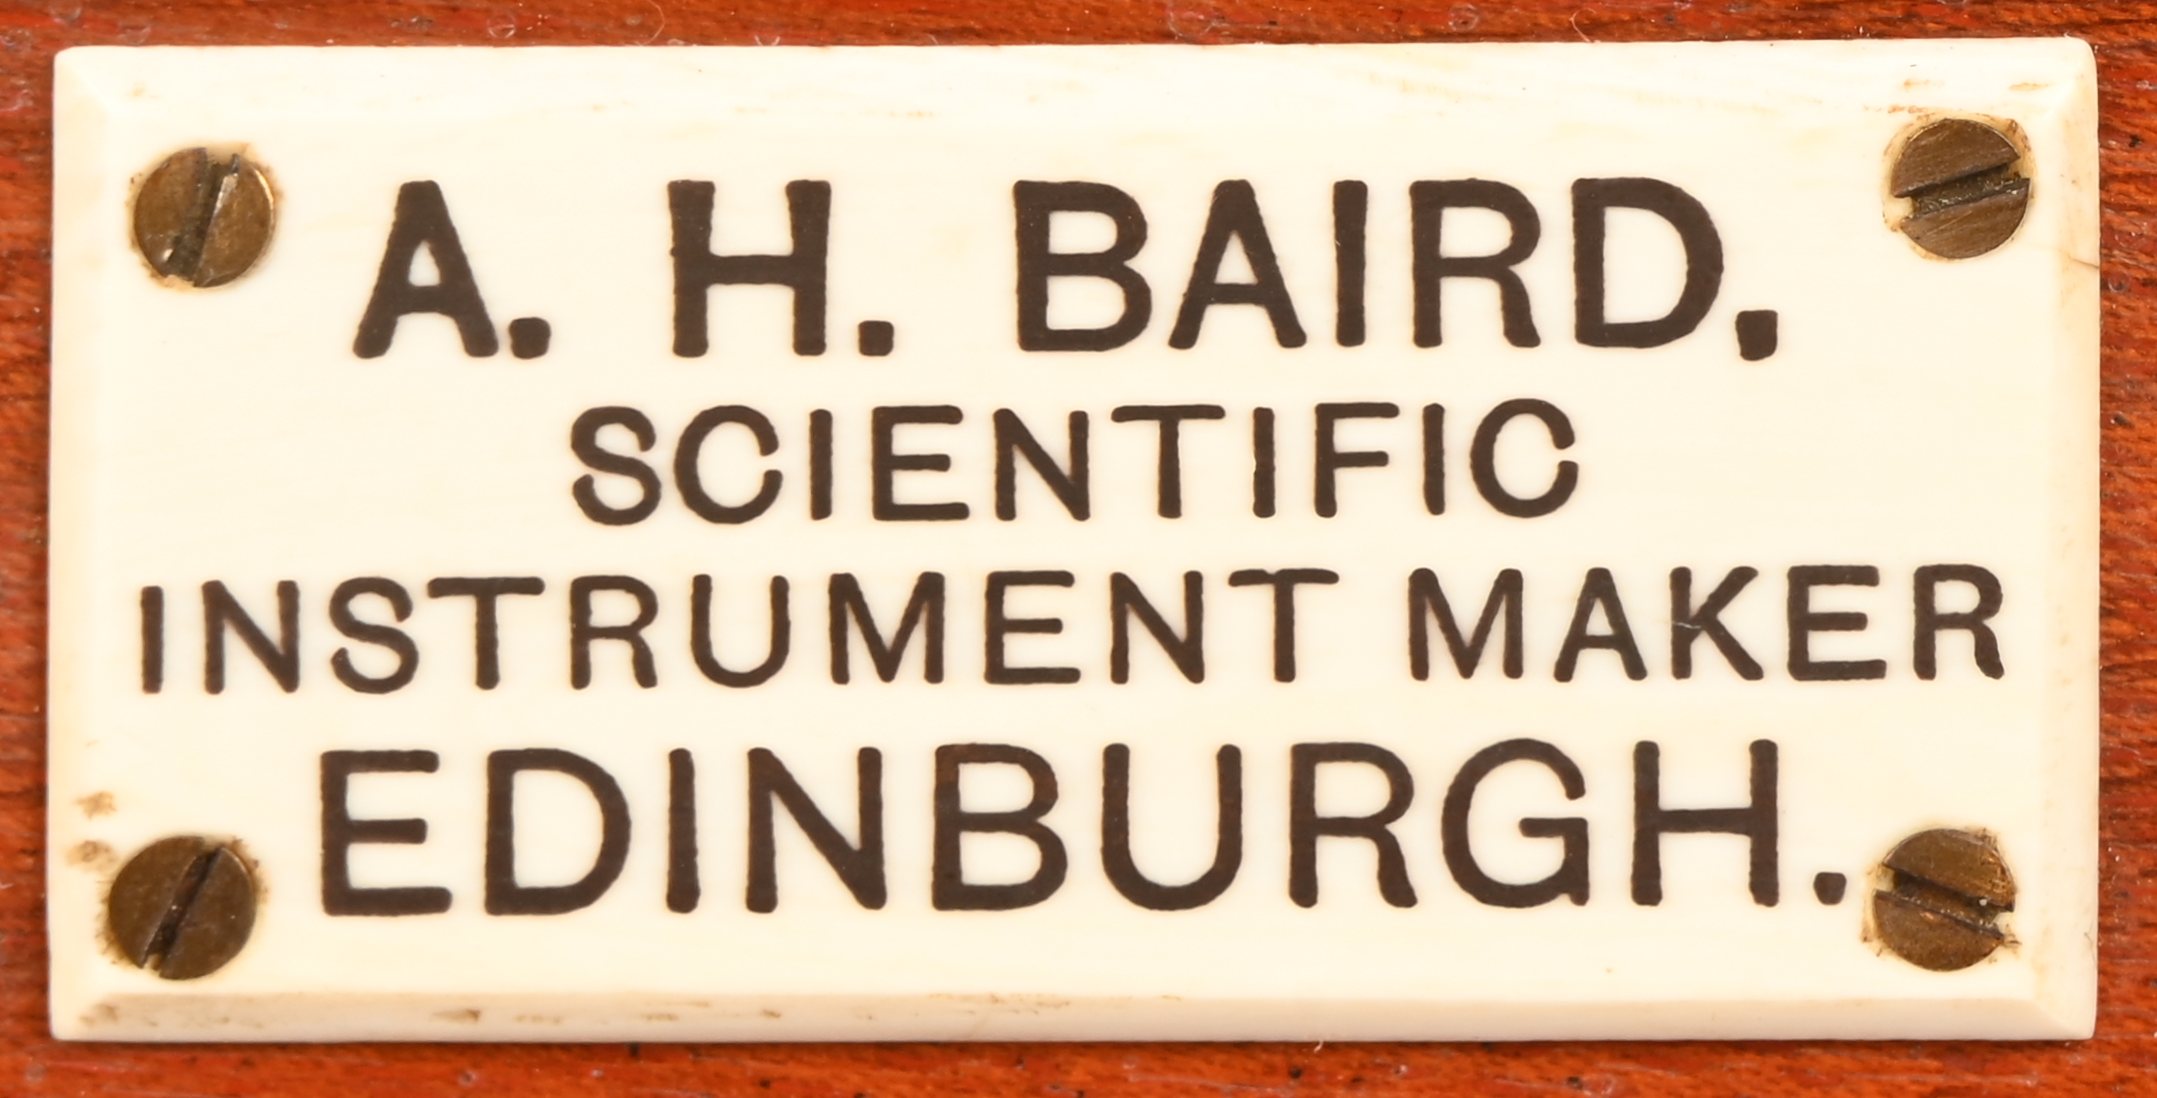 A. H. BAIRD,
SCIENTIFIC
INSTRUMENT MAKER
EDINBURGH.